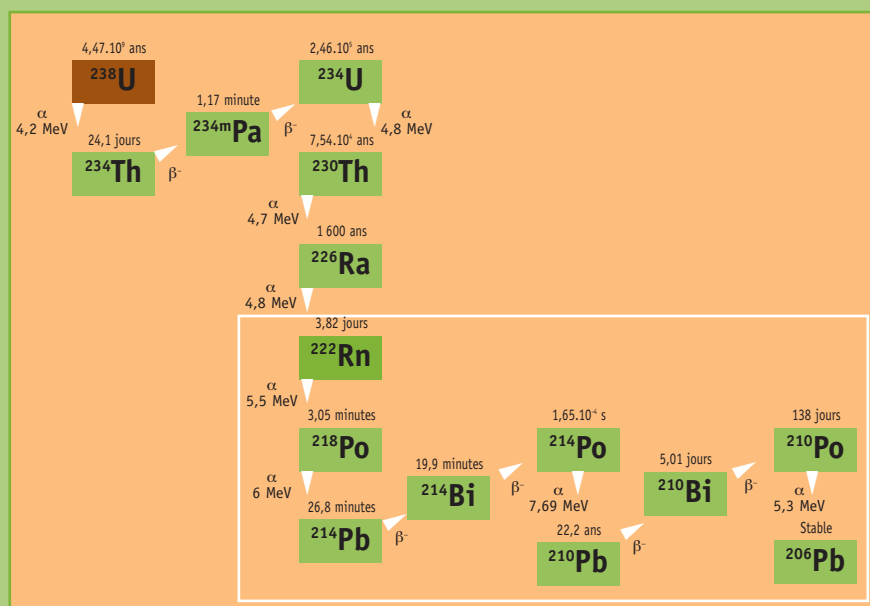 4,47.10⁹ ans
²³⁸U
α
4,2 MeV
24,1 jours
²³⁴Th
β⁻
1,17 minute
²³⁴ᵐPa
β⁻
2,46.10⁵ ans
²³⁴U
α
4,8 MeV
7,54.10⁴ ans
²³⁰Th
α
4,7 MeV
1 600 ans
²²⁶Ra
α
4,8 MeV
3,82 jours
²²²Rn
α
5,5 MeV
3,05 minutes
²¹⁸Po
α
6 MeV
26,8 minutes
²¹⁴Pb
β⁻
19,9 minutes
²¹⁴Bi
β⁻
1,65.10⁻⁴ s
²¹⁴Po
α
7,69 MeV
22,2 ans
²¹⁰Pb
β⁻
5,01 jours
²¹⁰Bi
β⁻
138 jours
²¹⁰Po
α
5,3 MeV
Stable
²⁰⁶Pb